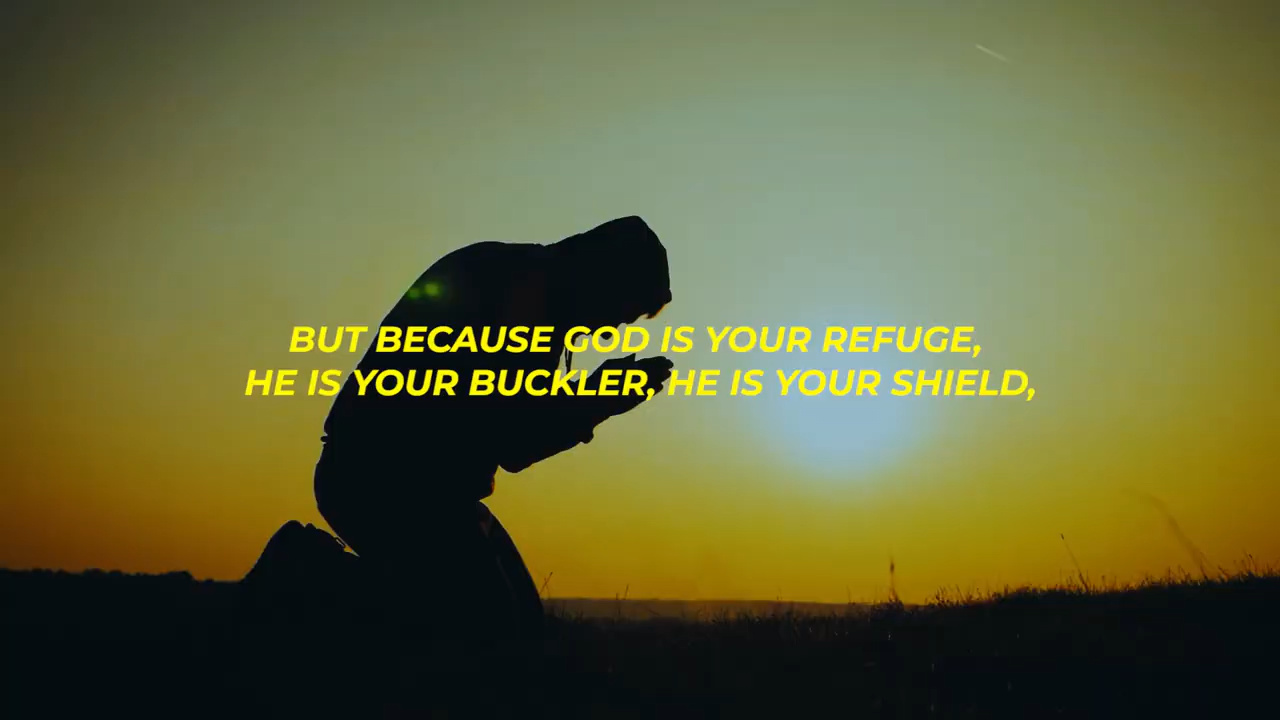 BUT BECAUSE GOD IS YOUR REFUGE,
HE IS YOUR BUCKLER, HE IS YOUR SHIELD,